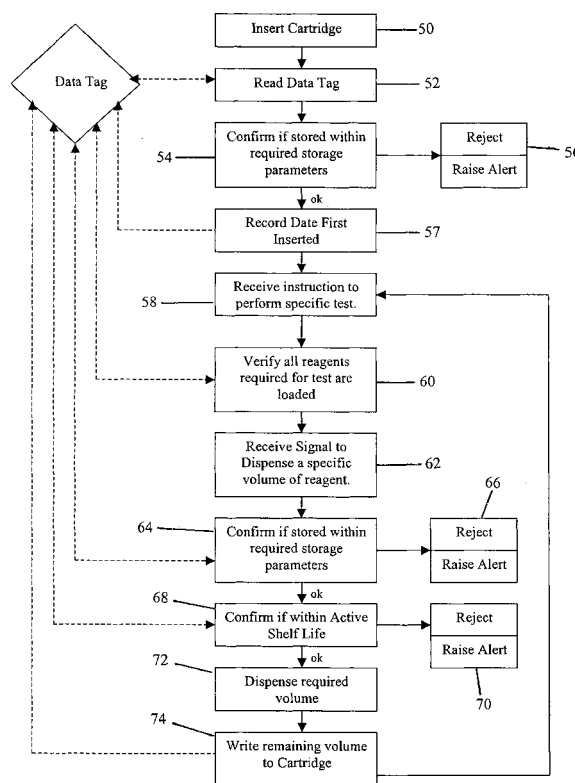 Insert Cartridge
50
Data Tag
Read Data Tag
52
Confirm if stored within
required storage
parameters
54
Reject
Raise Alert
56
ok
Record Date First
Inserted
57
Receive instruction to
perform specific test.
58
Verify all reagents
required for test are
loaded
60
Receive Signal to
Dispense a specific
volume of reagent.
62
64
Confirm if stored within
required storage
parameters
66
Reject
Raise Alert
ok
68
Confirm if within Active
Shelf Life
Reject
Raise Alert
70
ok
72
Dispense required
volume
74
Write remaining volume
to Cartridge